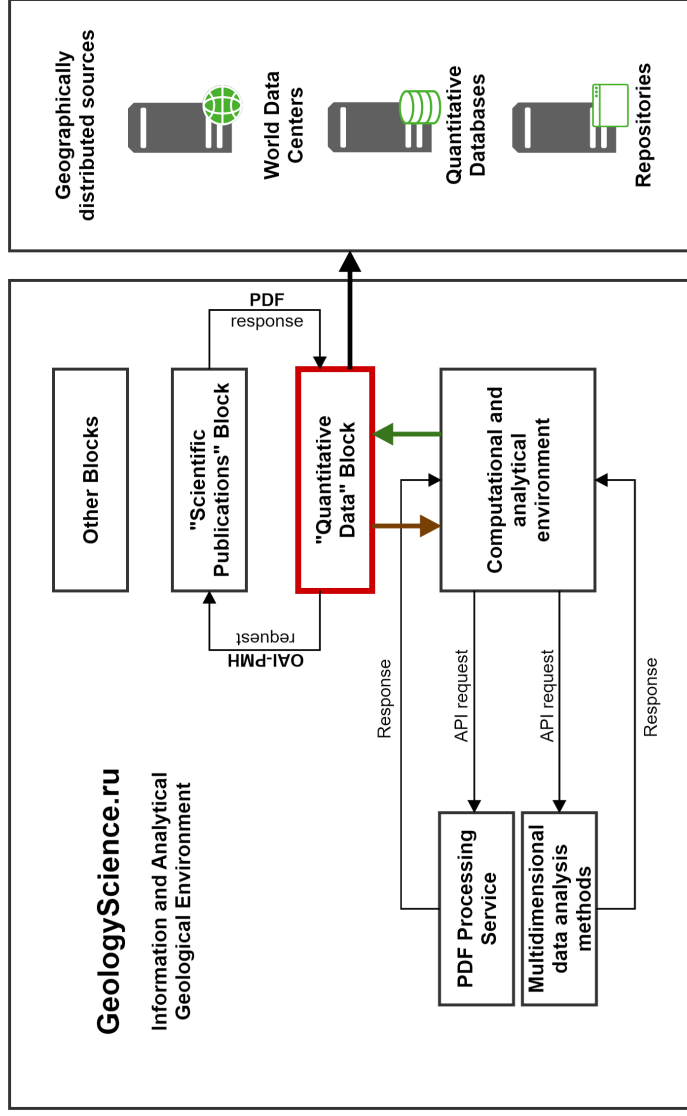 GeologyScience.ru
Information and Analytical
Geological Environment
Other Blocks
"Scientific
Publications" Block
PDF
response
OAI-PMH
request
"Quantitative
Data" Block
Response
API request
API request
Response
Computational and
analytical
environment
PDF Processing
Service
Multidimensional
data analysis
methods
Geographically
distributed sources
World Data
Centers
Quantitative
Databases
Repositories